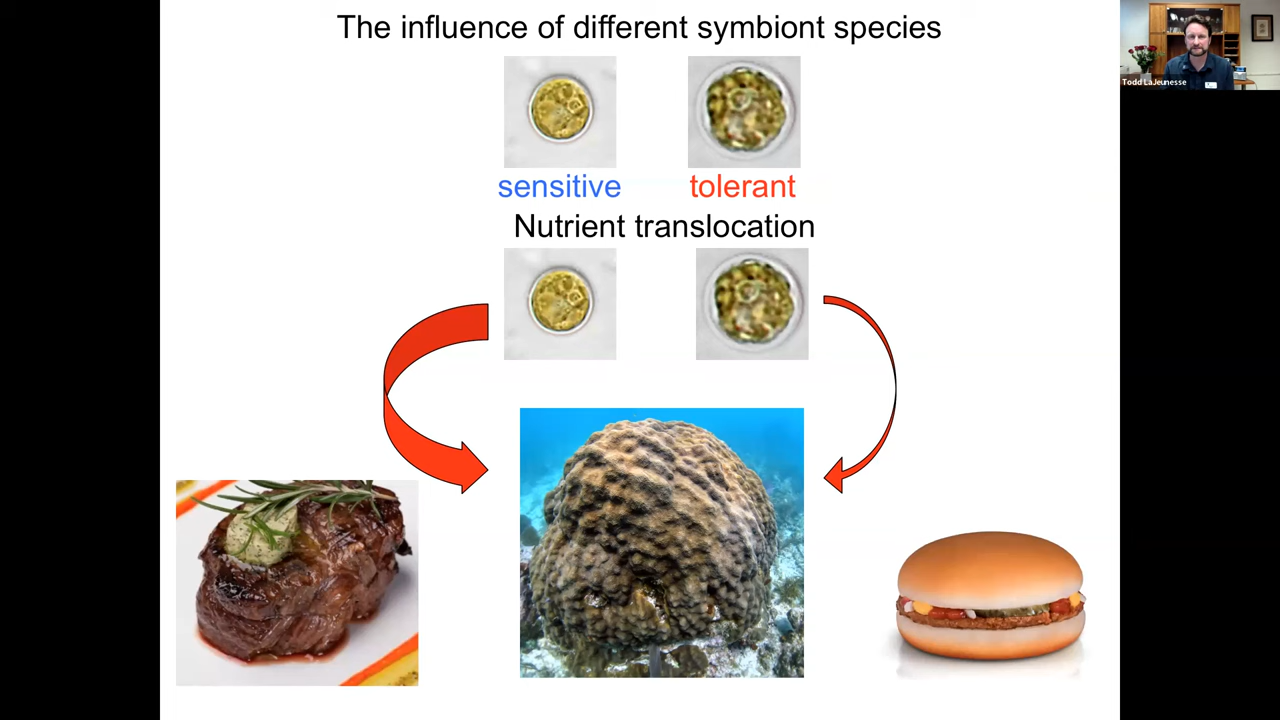 The influence of different symbiont species
Todd LaJeunesse
sensitive
tolerant
Nutrient translocation